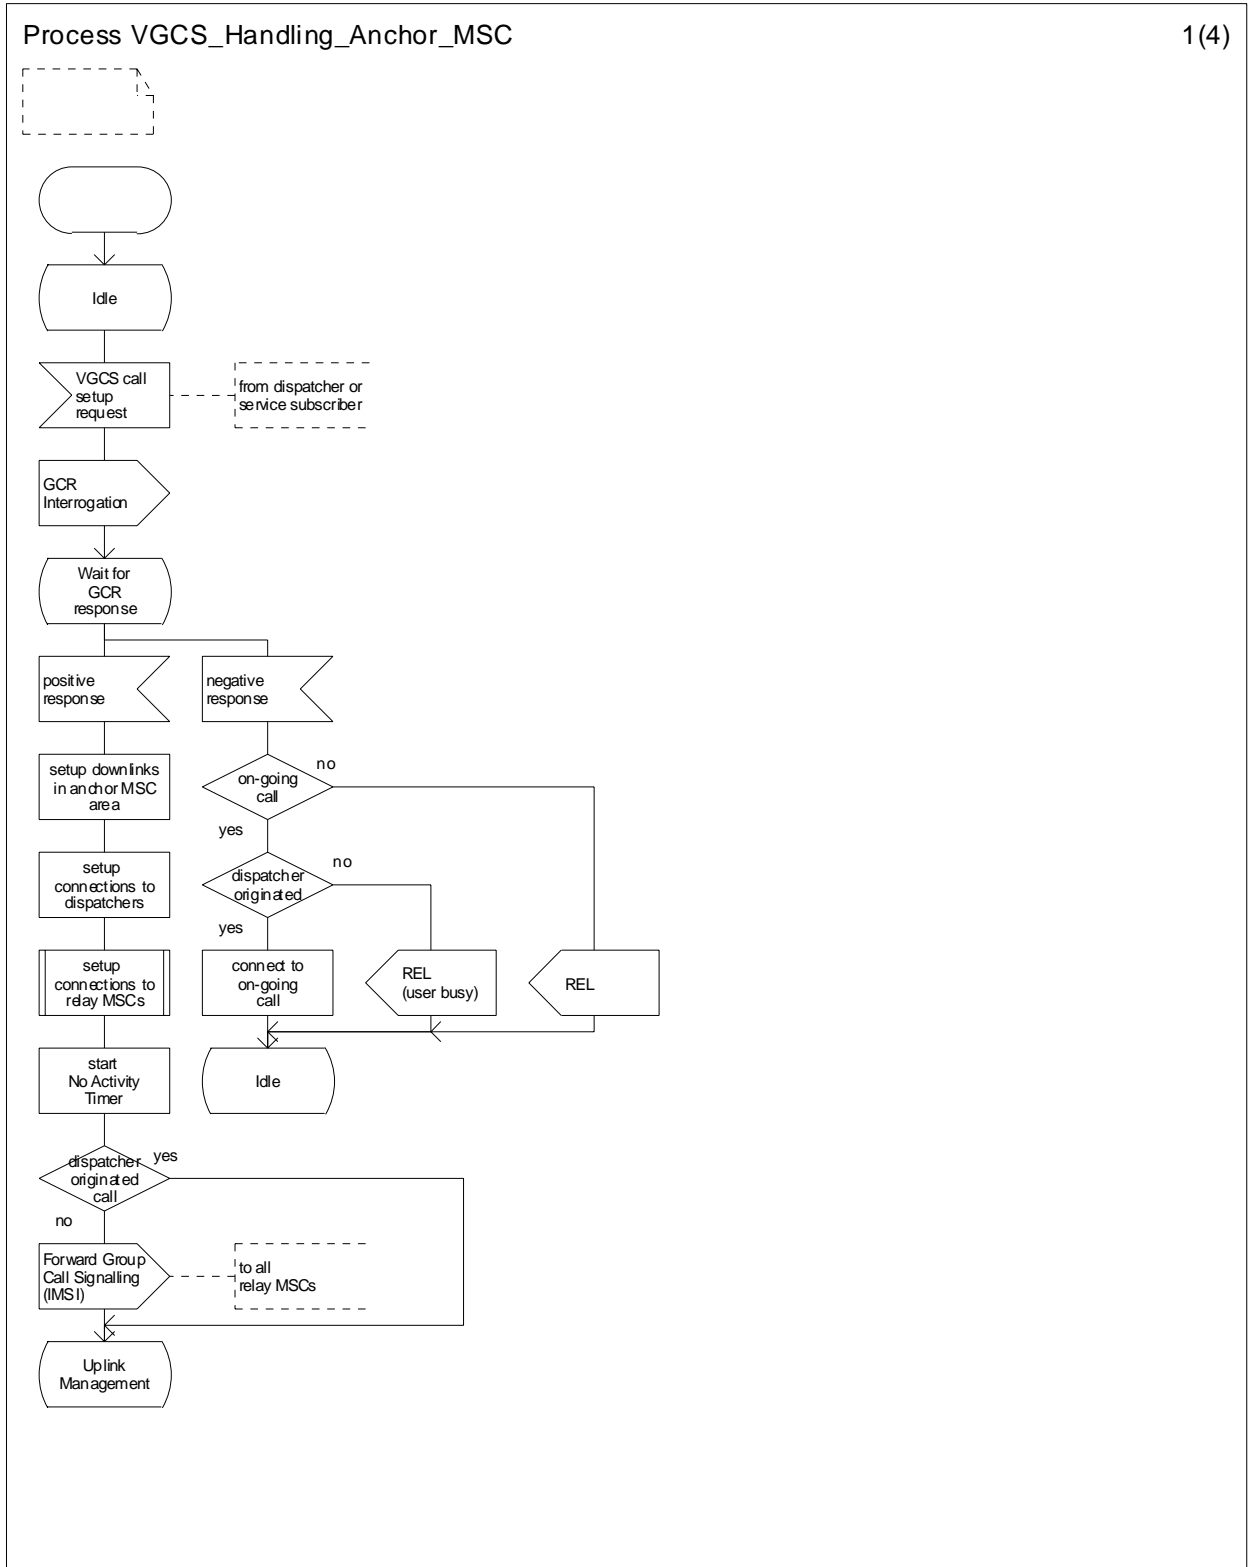 Process VGCS_Handling_Anchor_MSC
1(4)
Idle
VGCS call
setup
request
from dispatcher or
service subscriber
GCR
Interrogation
Wait for
GCR
response
positive
response
negative
response
setup downlinks
in anchor MSC
area
on-going
call
no
yes
setup
connections to
dispatchers
dispatcher
originated
no
yes
setup
connections to
relay MSCs
connect to
on-going
call
REL
(user busy)
REL
start
No Activity
Timer
Idle
dispatcher
originated
call
yes
no
Forward Group
Call Signalling
(IMSI)
to all
relay MSCs
Uplink
Management